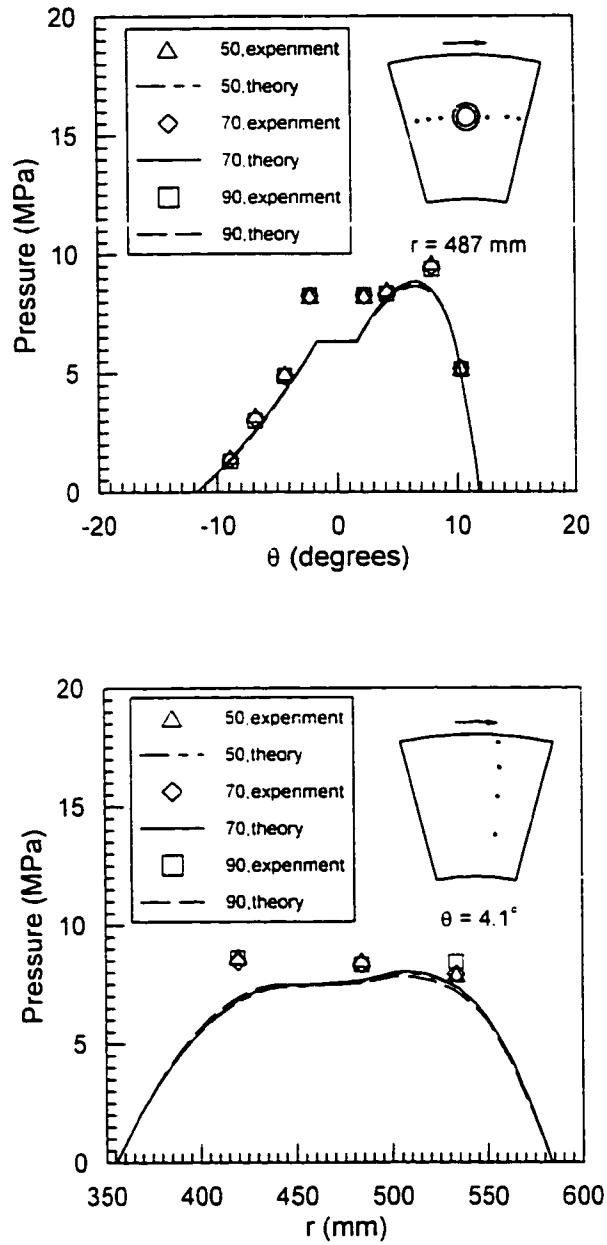 20
15
10
5
0
Pressure (MPa)
50,experiment
50,theory
70,experiment
70,theory
90,experiment
90,theory
r = 487 mm
-20 -10 0 10 20
θ (degrees)
20
15
10
5
0
Pressure (MPa)
50,experiment
50,theory
70,experiment
70,theory
90,experiment
90,theory
θ = 4.1°
350 400 450 500 550 600
r (mm)